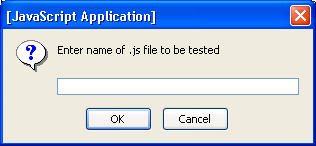 [JavaScript Application]
Enter name of .js file to be tested
OK
Cancel